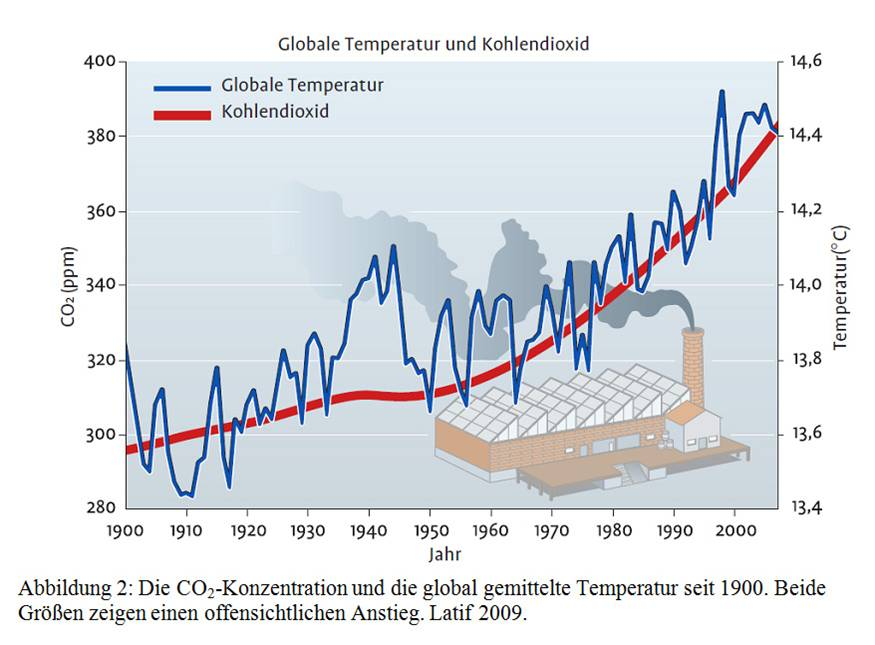 Globale Temperatur und Kohlendioxid
400
14,6
Globale Temperatur
Kohlendioxid
380
14,4
360
14,2
CO₂ (ppm)
Temperatur(° C)
340
14,0
320
13,8
300
13,6
280
13,4
1900 1910 1920 1930 1940 1950 1960 1970 1980 1990 2000
Jahr
Abbildung 2: Die CO₂-Konzentration und die global gemittelte Temperatur seit 1900. Beide
Größen zeigen einen offensichtlichen Anstieg. Latif 2009.